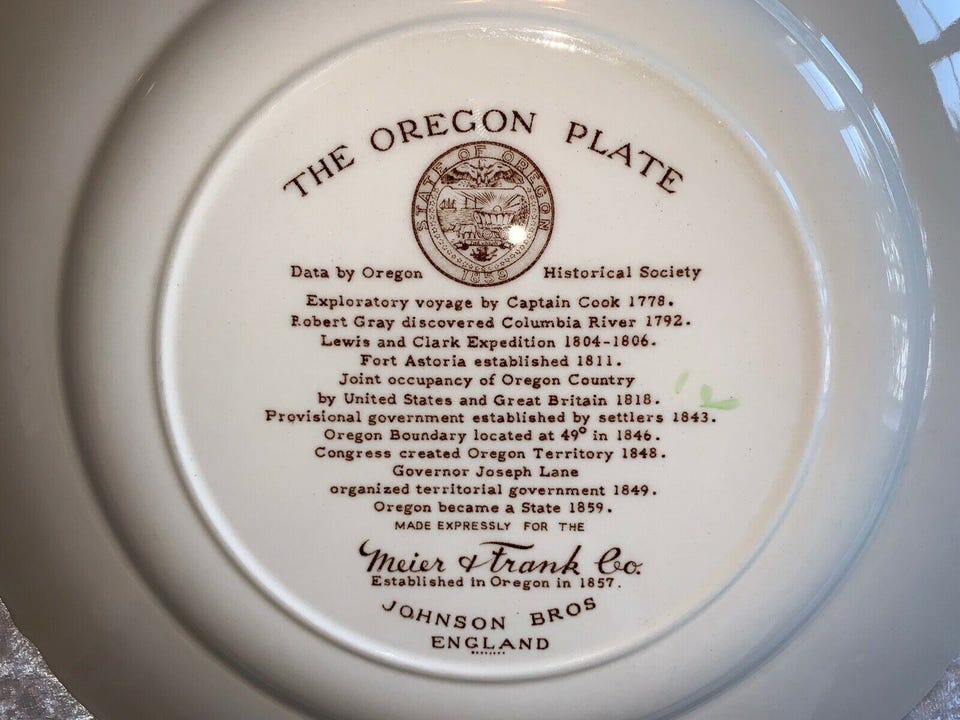 THE OREGON PLATE
STATE OF OREGON
1859
Data by Oregon Historical Society
Exploratory voyage by Captain Cook 1778.
Robert Gray discovered Columbia River 1792.
Lewis and Clark Expedition 1804-1806.
Fort Astoria established 1811.
Joint occupancy of Oregon Country
by United States and Great Britain 1818.
Provisional government established by settlers 1843.
Oregon Boundary located at 49° in 1846.
Congress created Oregon Territory 1848.
Governor Joseph Lane
organized territorial government 1849.
Oregon became a State 1859.
MADE EXPRESSLY FOR THE
Meier & Frank Co.
Established in Oregon in 1857.
JOHNSON BROS
ENGLAND